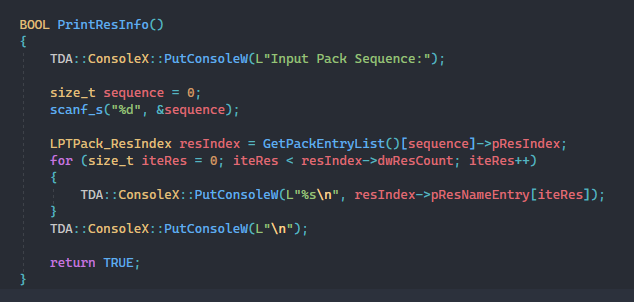 BOOL PrintResInfo()
{
    TDA::ConsoleX::PutConsoleW(L"Input Pack Sequence:");

    size_t sequence = 0;
    scanf_s("%d", &sequence);

    LPTPack_ResIndex resIndex = GetPackEntryList()[sequence]->pResIndex;
    for (size_t iteRes = 0; iteRes < resIndex->dwResCount; iteRes++)
    {
        TDA::ConsoleX::PutConsoleW(L"%s\n", resIndex->pResNameEntry[iteRes]);
    }
    TDA::ConsoleX::PutConsoleW(L"\n");

    return TRUE;
}